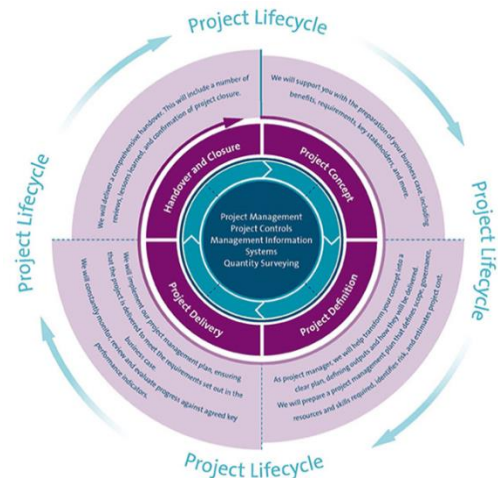 Project Lifecycle
Project Lifecycle
Project Lifecycle
Project Lifecycle
Project Concept
We will support you with the preparation of your business case, including
benefits, requirements, key stakeholders, and more.
Project Definition
As project manager, we will help transform your concept into a
clear plan, defining outputs and how they will be delivered.
We will prepare a project management plan that defines scope, governance,
resources and skills required, identifies risk, and estimates project cost.
Project Delivery
We will implement our project management plan, ensuring
that the project is delivered to meet the requirements set out in the
business case.
We will constantly monitor, review and evaluate progress against agreed key
performance indicators.
Handover and Closure
We will deliver a comprehensive handover. This will include a number of
reviews, lessons learned, and confirmation of project closure.
Project Management
Project Controls
Management Information
Systems
Quantity Surveying